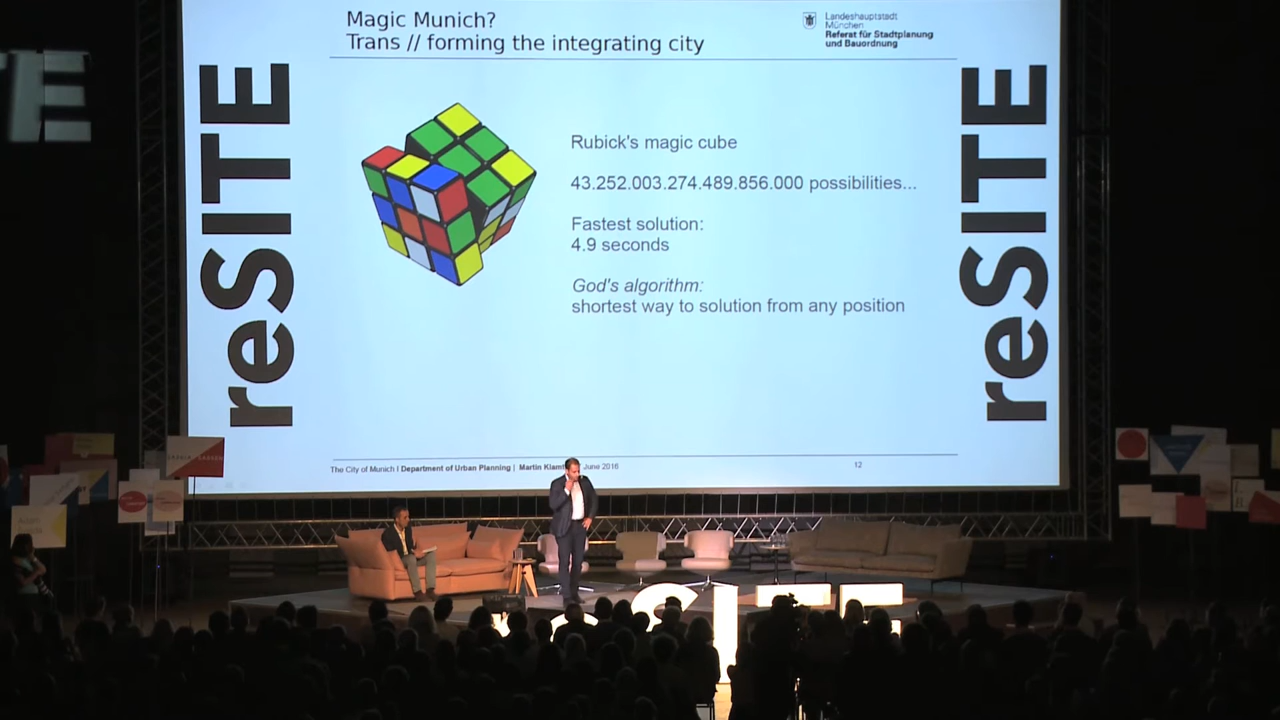 Magic Munich?
Trans // forming the integrating city
Landeshauptstadt
München
Referat für Stadtplanung
und Bauordnung
reSITE
Rubick's magic cube
43.252.003.274.489.856.000 possibilities...
Fastest solution:
4.9 seconds
God's algorithm:
shortest way to solution from any position
reSITE
The City of Munich I Department of Urban Planning | Martin June 2016
12
TE